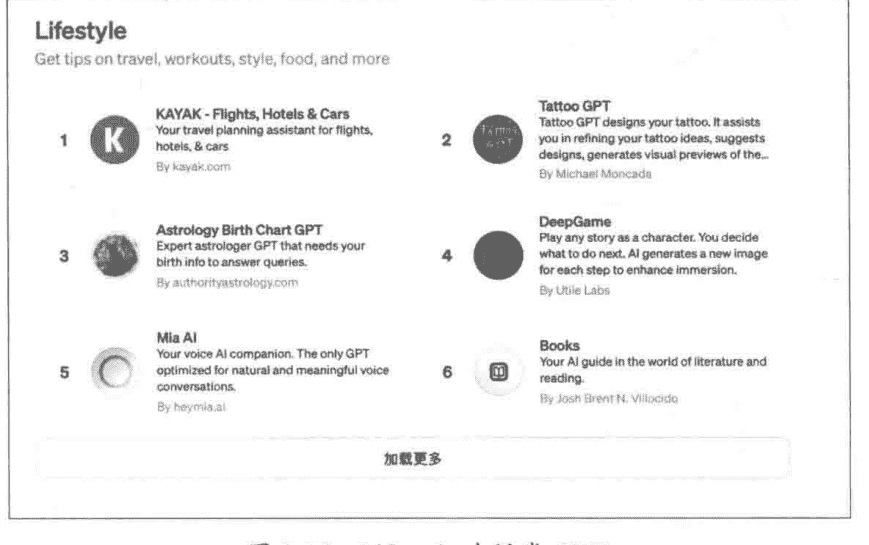 Lifestyle
Get tips on travel, workouts, style, food, and more
1
K
KAYAK - Flights, Hotels & Cars
Your travel planning assistant for flights,
hotels, & cars
By kayak.com
2
Tattoo GPT
Tattoo GPT designs your tattoo. It assists
you in refining your tattoo ideas, suggests
designs, generates visual previews of the...
By Michael Moncada
3
Astrology Birth Chart GPT
Expert astrologer GPT that needs your
birth info to answer queries.
By authorityastrology.com
4
DeepGame
Play any story as a character. You decide
what to do next. AI generates a new image
for each step to enhance immersion.
By Utile Labs
5
Mia AI
Your voice AI companion. The only GPT
optimized for natural and meaningful voice
conversations.
By heymia.ai
6
Books
Your AI guide in the world of literature and
reading.
By Josh Brent N. Villocido
加载更多